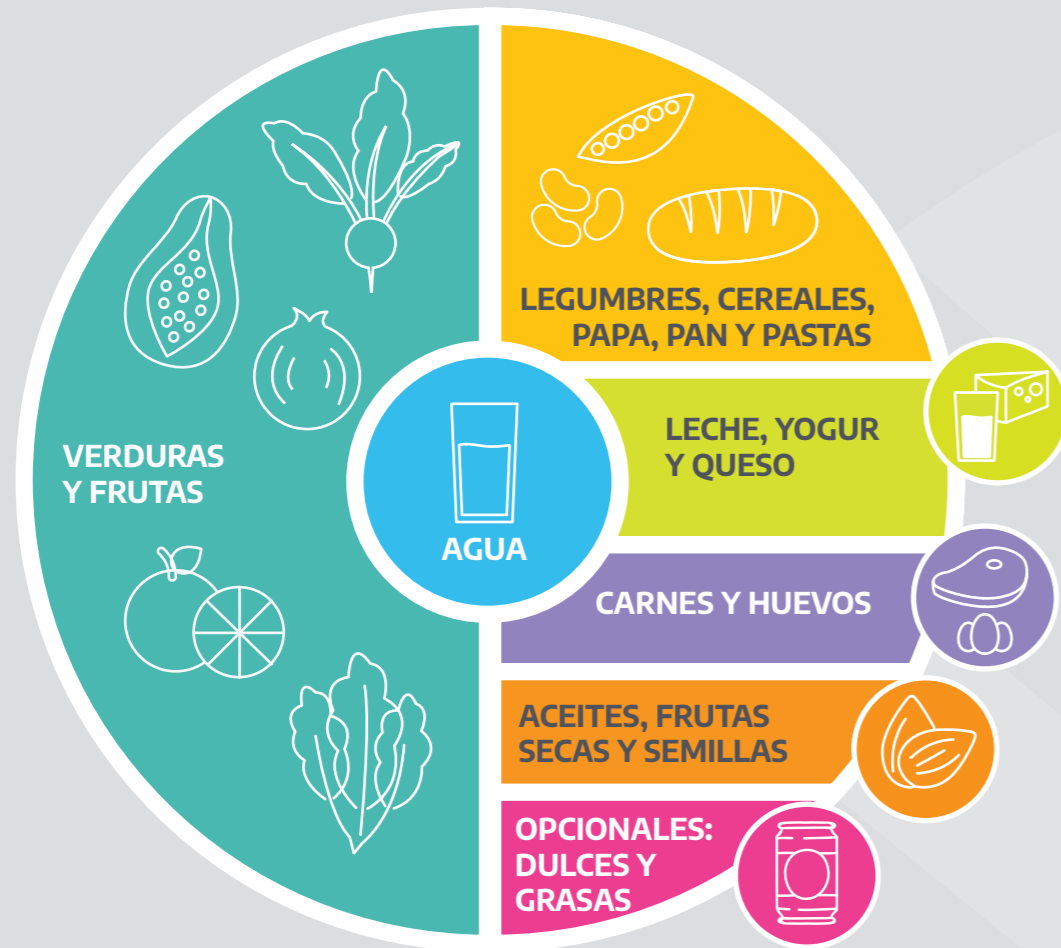 VERDURAS
Y FRUTAS
AGUA
LEGUMBRES, CEREALES,
PAPA, PAN Y PASTAS
LECHE, YOGUR
Y QUESO
CARNES Y HUEVOS
ACEITES, FRUTAS
SECAS Y SEMILLAS
OPCIONALES:
DULCES Y
GRASAS